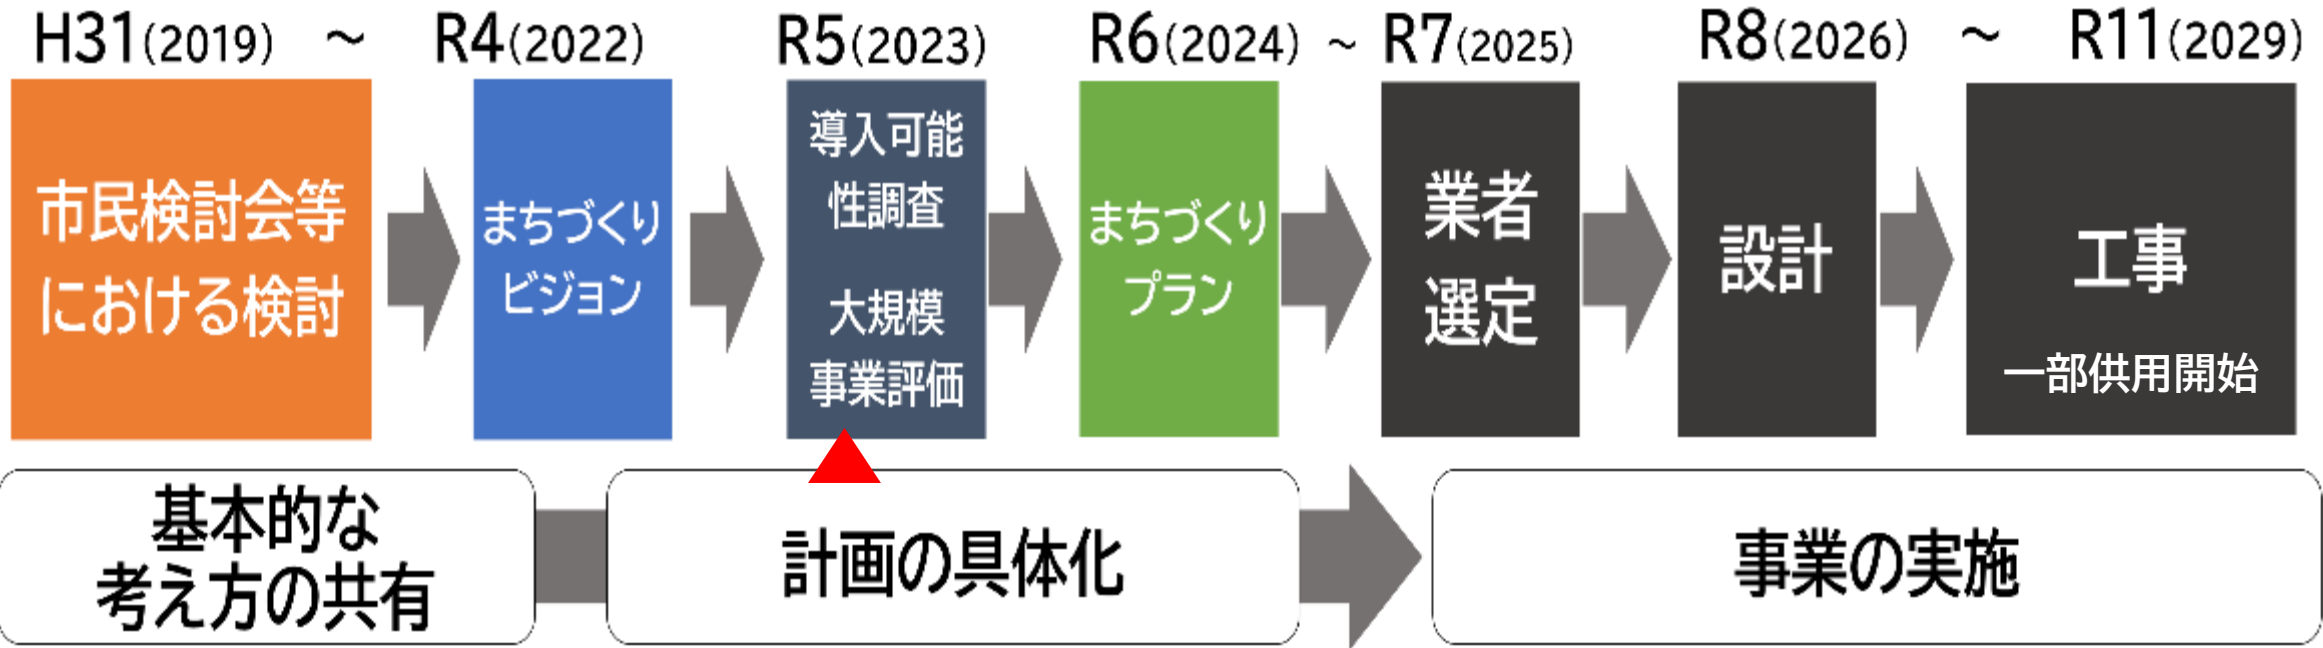 H31(2019) ～ R4(2022) R5(2023) R6(2024) ～ R7(2025) R8(2026) ～ R11(2029)
市民検討会等
における検討
まちづくり
ビジョン
導入可能
性調査
大規模
事業評価
まちづくり
プラン
業者
選定
設計
工事
一部供用開始
基本的な
考え方の共有
計画の具体化
事業の実施